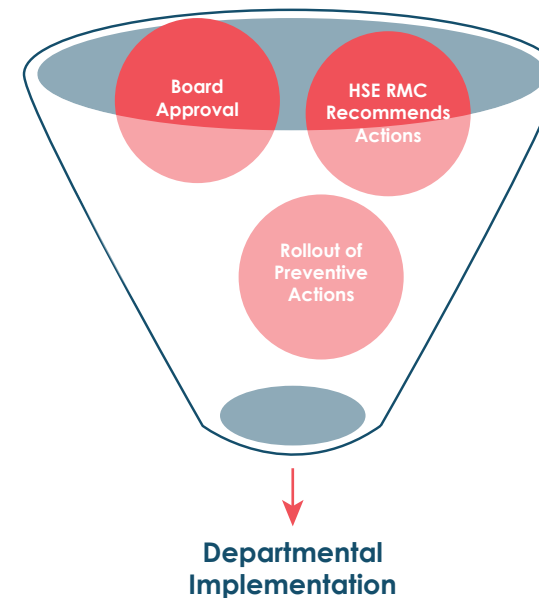 Board
Approval
HSE RMC
Recommends
Actions
Rollout of
Preventive
Actions
Departmental
Implementation